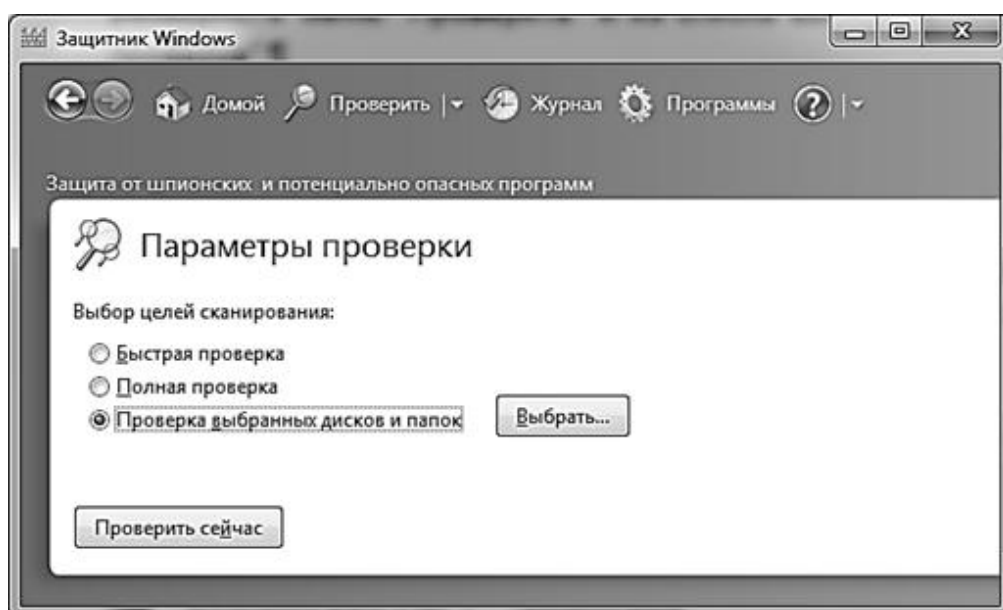 Защитник Windows
Домой Проверить Журнал Программы ?
Защита от шпионских и потенциально опасных программ
Параметры проверки
Выбор целей сканирования:
Быстрая проверка
Полная проверка
Проверка выбранных дисков и папок Выбрать...
Проверить сейчас